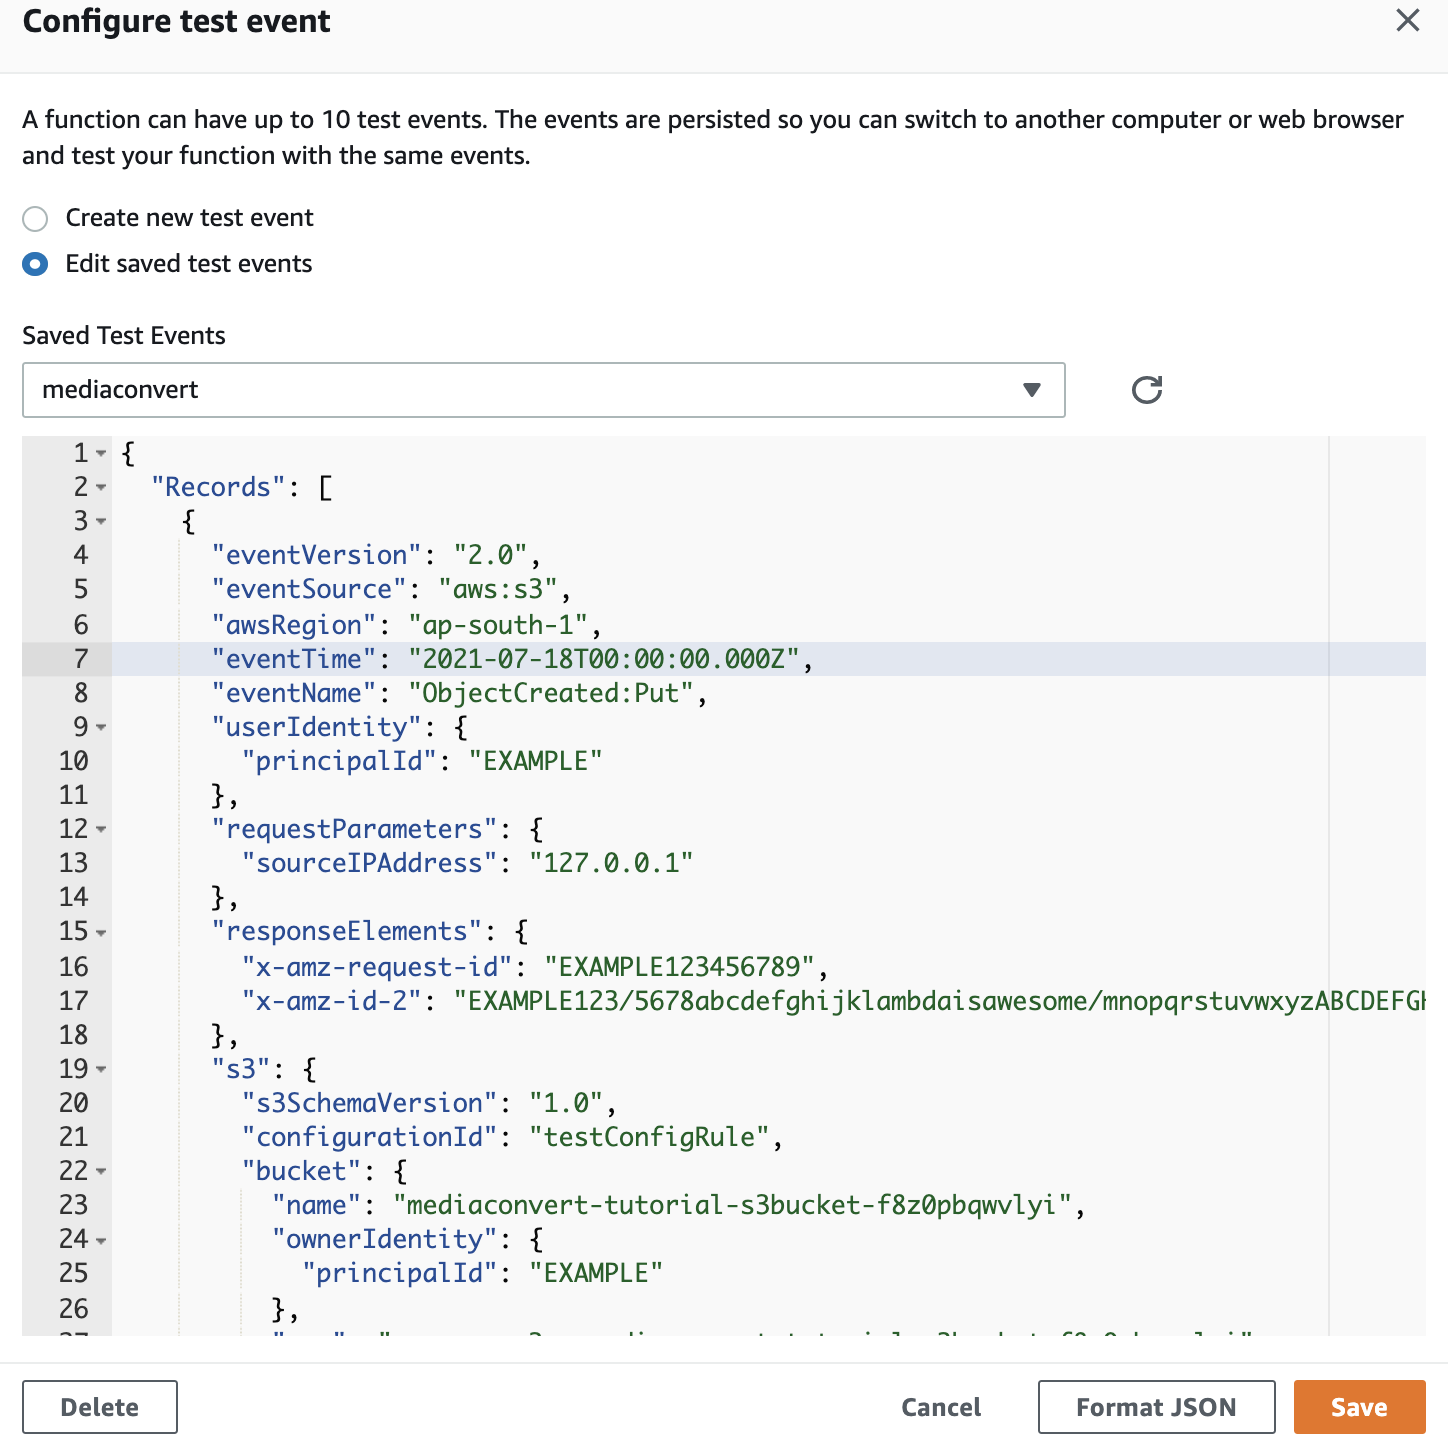 Configure test event
A function can have up to 10 test events. The events are persisted so you can switch to another computer or web browser
and test your function with the same events.
Create new test event
Edit saved test events
Saved Test Events
mediaconvert
1 {
2 "Records": [
3 {
4 "eventVersion": "2.0",
5 "eventSource": "aws:s3",
6 "awsRegion": "ap-south-1",
7 "eventTime": "2021-07-18T00:00:00.000Z",
8 "eventName": "ObjectCreated:Put",
9 "userIdentity": {
10 "principalId": "EXAMPLE"
11 },
12 "requestParameters": {
13 "sourceIPAddress": "127.0.0.1"
14 },
15 "responseElements": {
16 "x-amz-request-id": "EXAMPLE123456789",
17 "x-amz-id-2": "EXAMPLE123/5678abcdefghijklambdaisawesome/mnopqrstuvwxyzABCDEFGH
18 },
19 "s3": {
20 "s3SchemaVersion": "1.0",
21 "configurationId": "testConfigRule",
22 "bucket": {
23 "name": "mediaconvert-tutorial-s3bucket-f8z0pbqwvlyi",
24 "ownerIdentity": {
25 "principalId": "EXAMPLE"
26 },
Delete
Cancel
Format JSON
Save